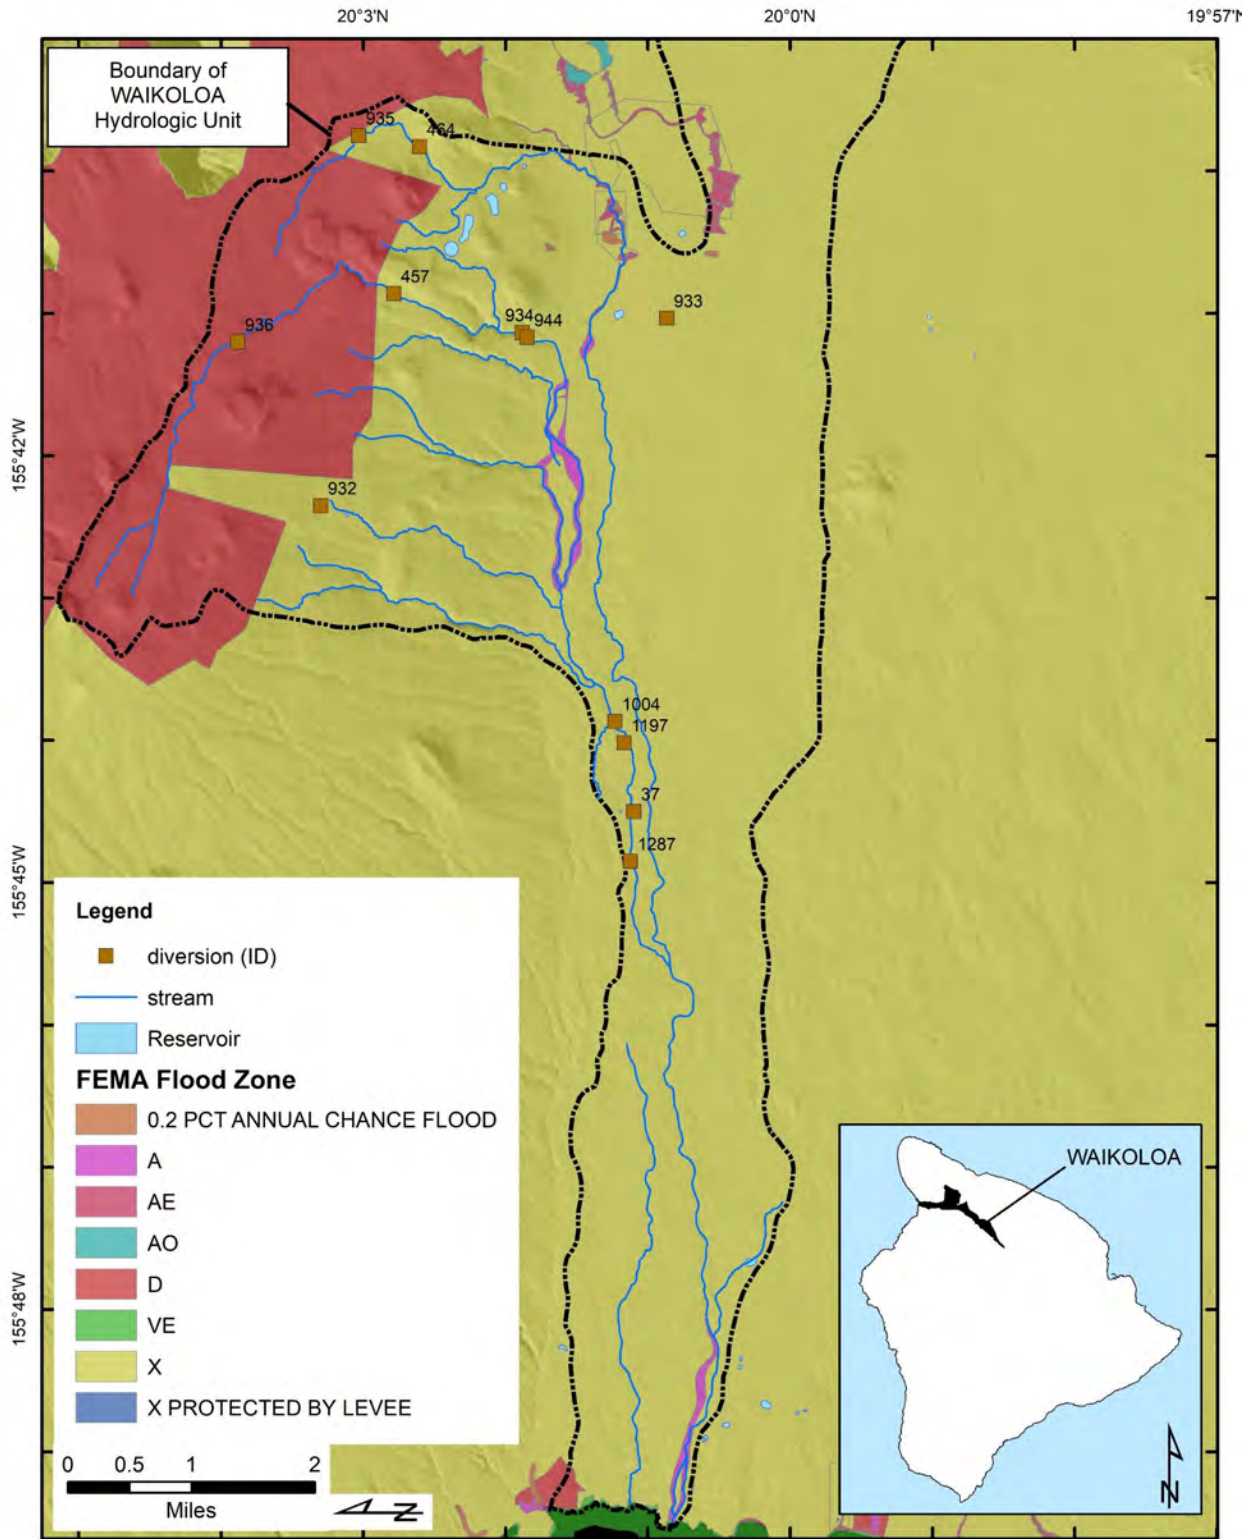 20°3'N
20°0'N
19°57'N
Boundary of
WAIKOLOA
Hydrologic Unit
935
464
457
936
934
944
933
932
1004
1197
37
1287
155°42'W
155°45'W
155°48'W
Legend
diversion (ID)
stream
Reservoir
FEMA Flood Zone
0.2 PCT ANNUAL CHANCE FLOOD
A
AE
AO
D
VE
X
X PROTECTED BY LEVEE
0 0.5 1 2
Miles
N
WAIKOLOA
N